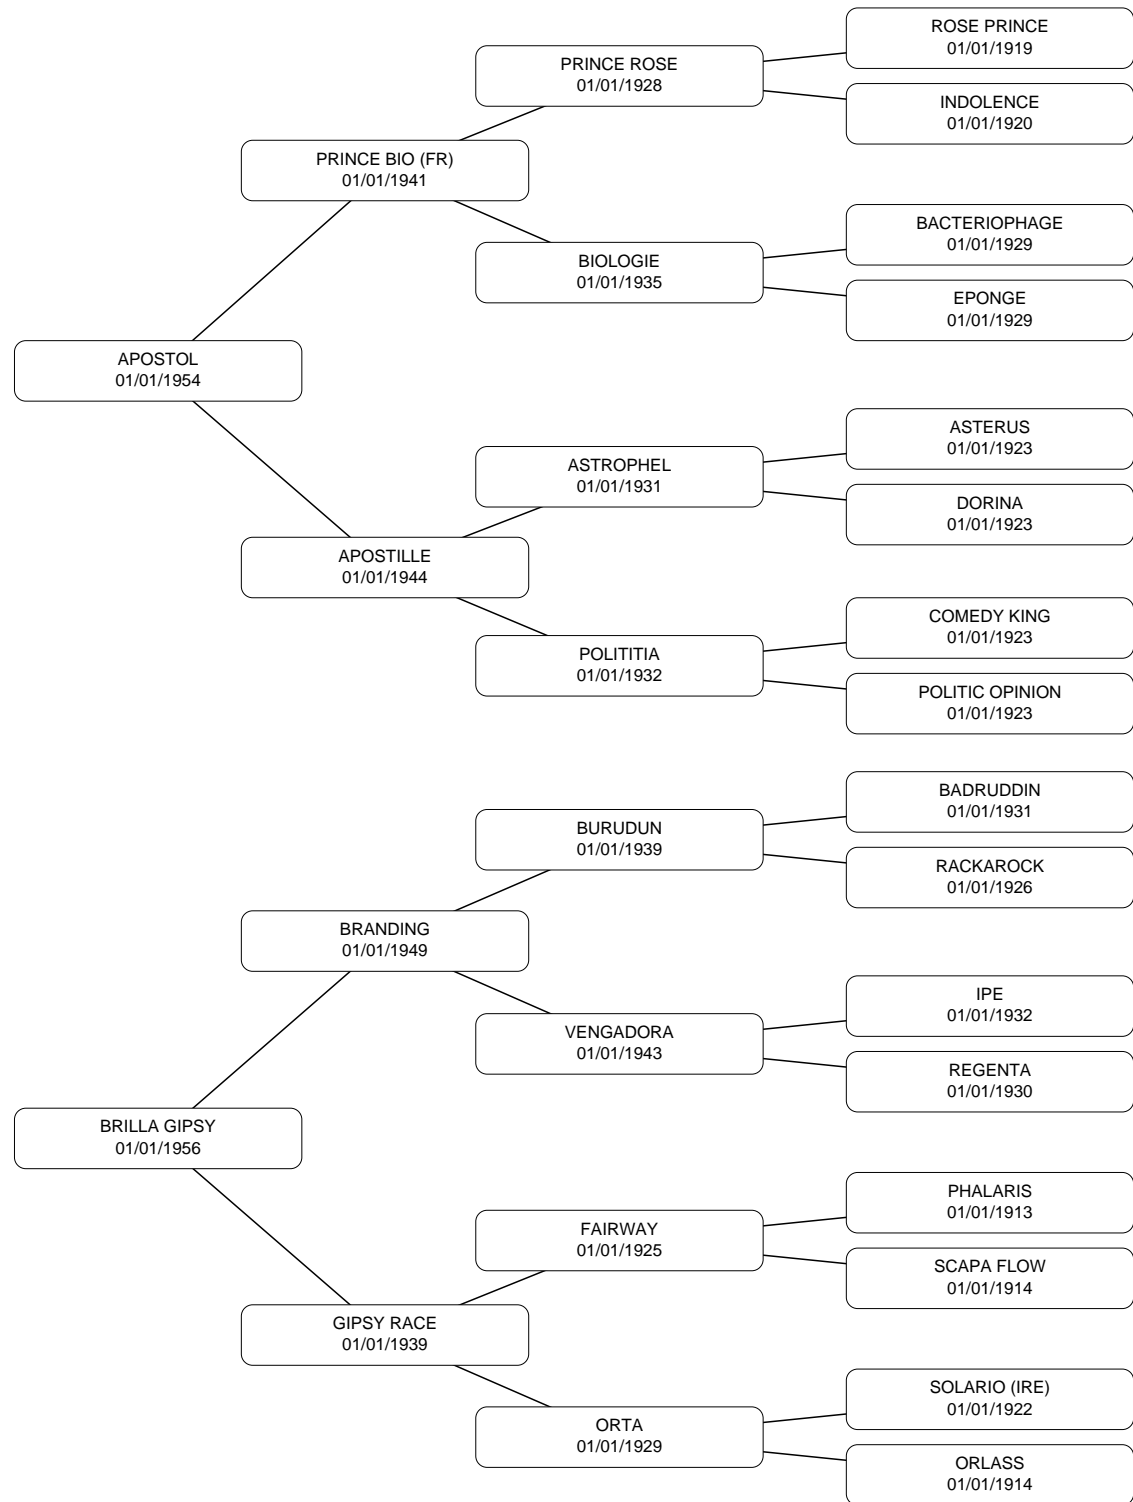 ROSE PRINCE
01/01/1919
PRINCE ROSE
01/01/1928
INDOLENCE
01/01/1920
PRINCE BIO (FR)
01/01/1941
BACTERIOPHAGE
01/01/1929
BIOLOGIE
01/01/1935
EPONGE
01/01/1929
APOSTOL
01/01/1954
ASTERUS
01/01/1923
ASTROPHEL
01/01/1931
DORINA
01/01/1923
APOSTILLE
01/01/1944
COMEDY KING
01/01/1923
POLITITIA
01/01/1932
POLITIC OPINION
01/01/1923
BADRUDDIN
01/01/1931
BURUDUN
01/01/1939
RACKAROCK
01/01/1926
BRANDING
01/01/1949
IPE
01/01/1932
VENGADORA
01/01/1943
REGENTA
01/01/1930
BRILLA GIPSY
01/01/1956
PHALARIS
01/01/1913
FAIRWAY
01/01/1925
SCAPA FLOW
01/01/1914
GIPSY RACE
01/01/1939
SOLARIO (IRE)
01/01/1922
ORTA
01/01/1929
ORLASS
01/01/1914